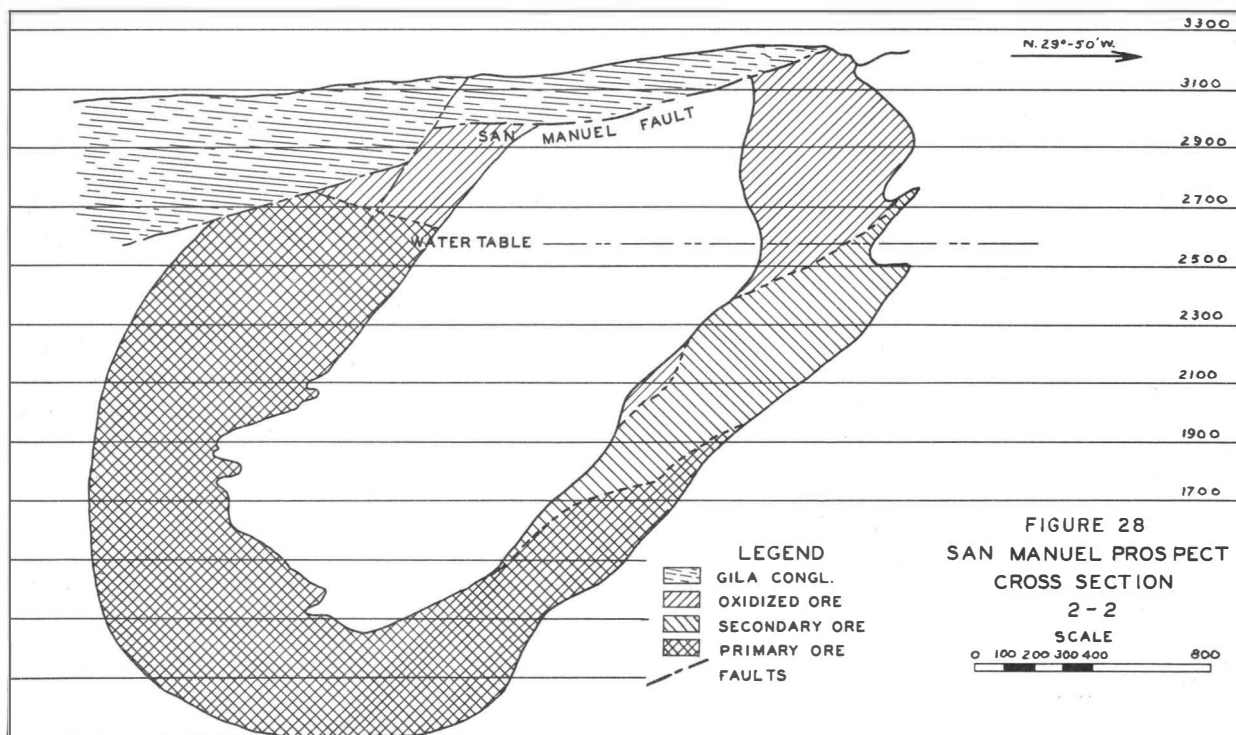 3300
N. 29°-50'W.
3100
SAN MANUEL FAULT
2900
2700
WATER TABLE
2500
2300
2100
1900
1700
FIGURE 28
SAN MANUEL PROSPECT
CROSS SECTION
2-2
SCALE
0 100 200 300 400 800
LEGEND
GILA CONGL.
OXIDIZED ORE
SECONDARY ORE
PRIMARY ORE
FAULTS